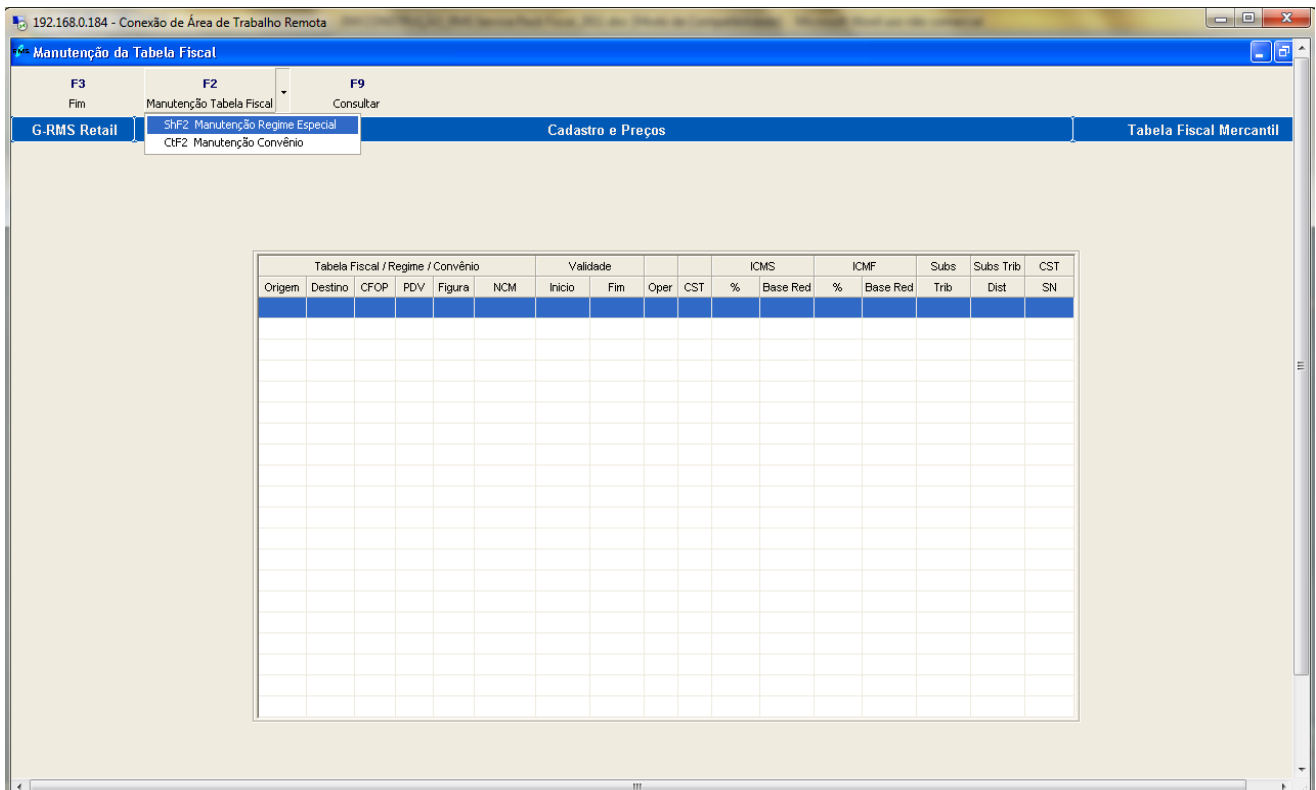 192.168.0.184 - Conexão de Área de Trabalho Remota
Manutenção da Tabela Fiscal
F3 F2 F9
Fim Manutenção Tabela Fiscal Consultar
G-RMS Retail Cadastro e Preços Tabela Fiscal Mercantil
ShF2 Manutenção Regime Especial
CtF2 Manutenção Convênio
Tabela Fiscal / Regime / Convênio Validade ICMS ICMF Subs Subs Trib CST
Origem Destino CFOP PDV Figura NCM Inicio Fim Oper CST % Base Red % Base Red Trib Dist SN